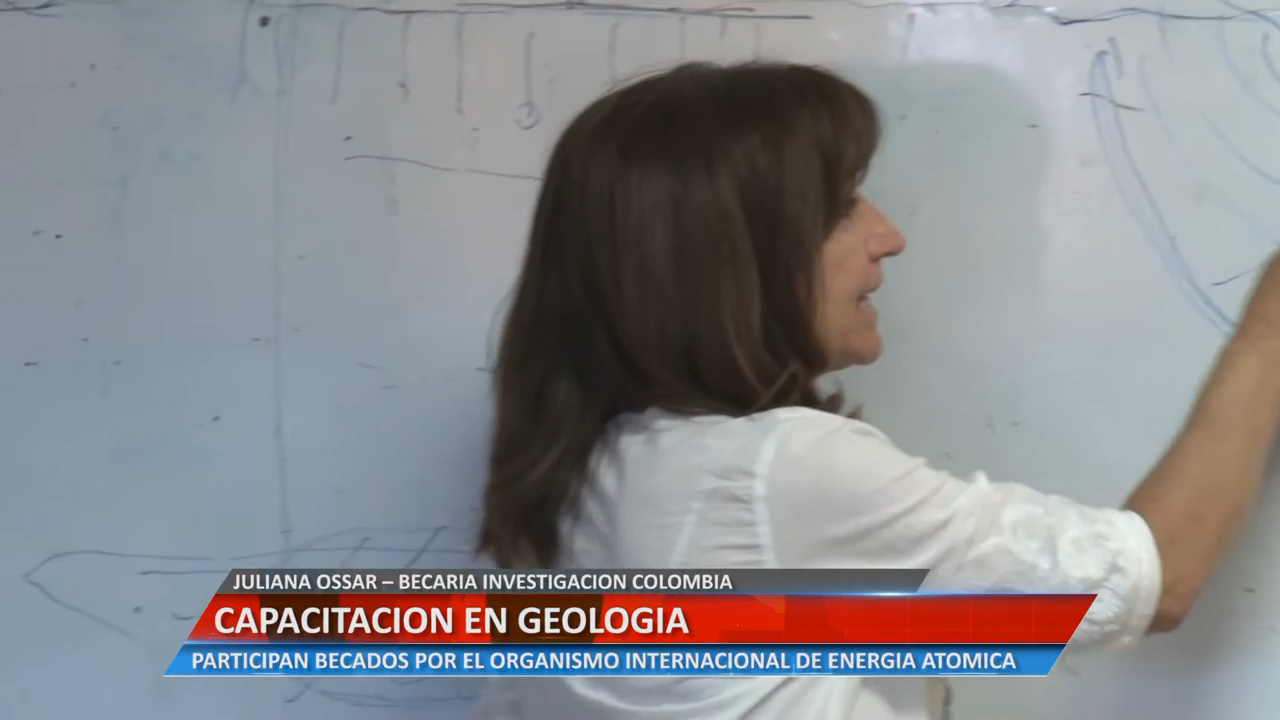 JULIANA OSSAR – BECARIA INVESTIGACION COLOMBIA
CAPACITACION EN GEOLOGIA
PARTICIPAN BECADOS POR EL ORGANISMO INTERNACIONAL DE ENERGIA ATOMICA